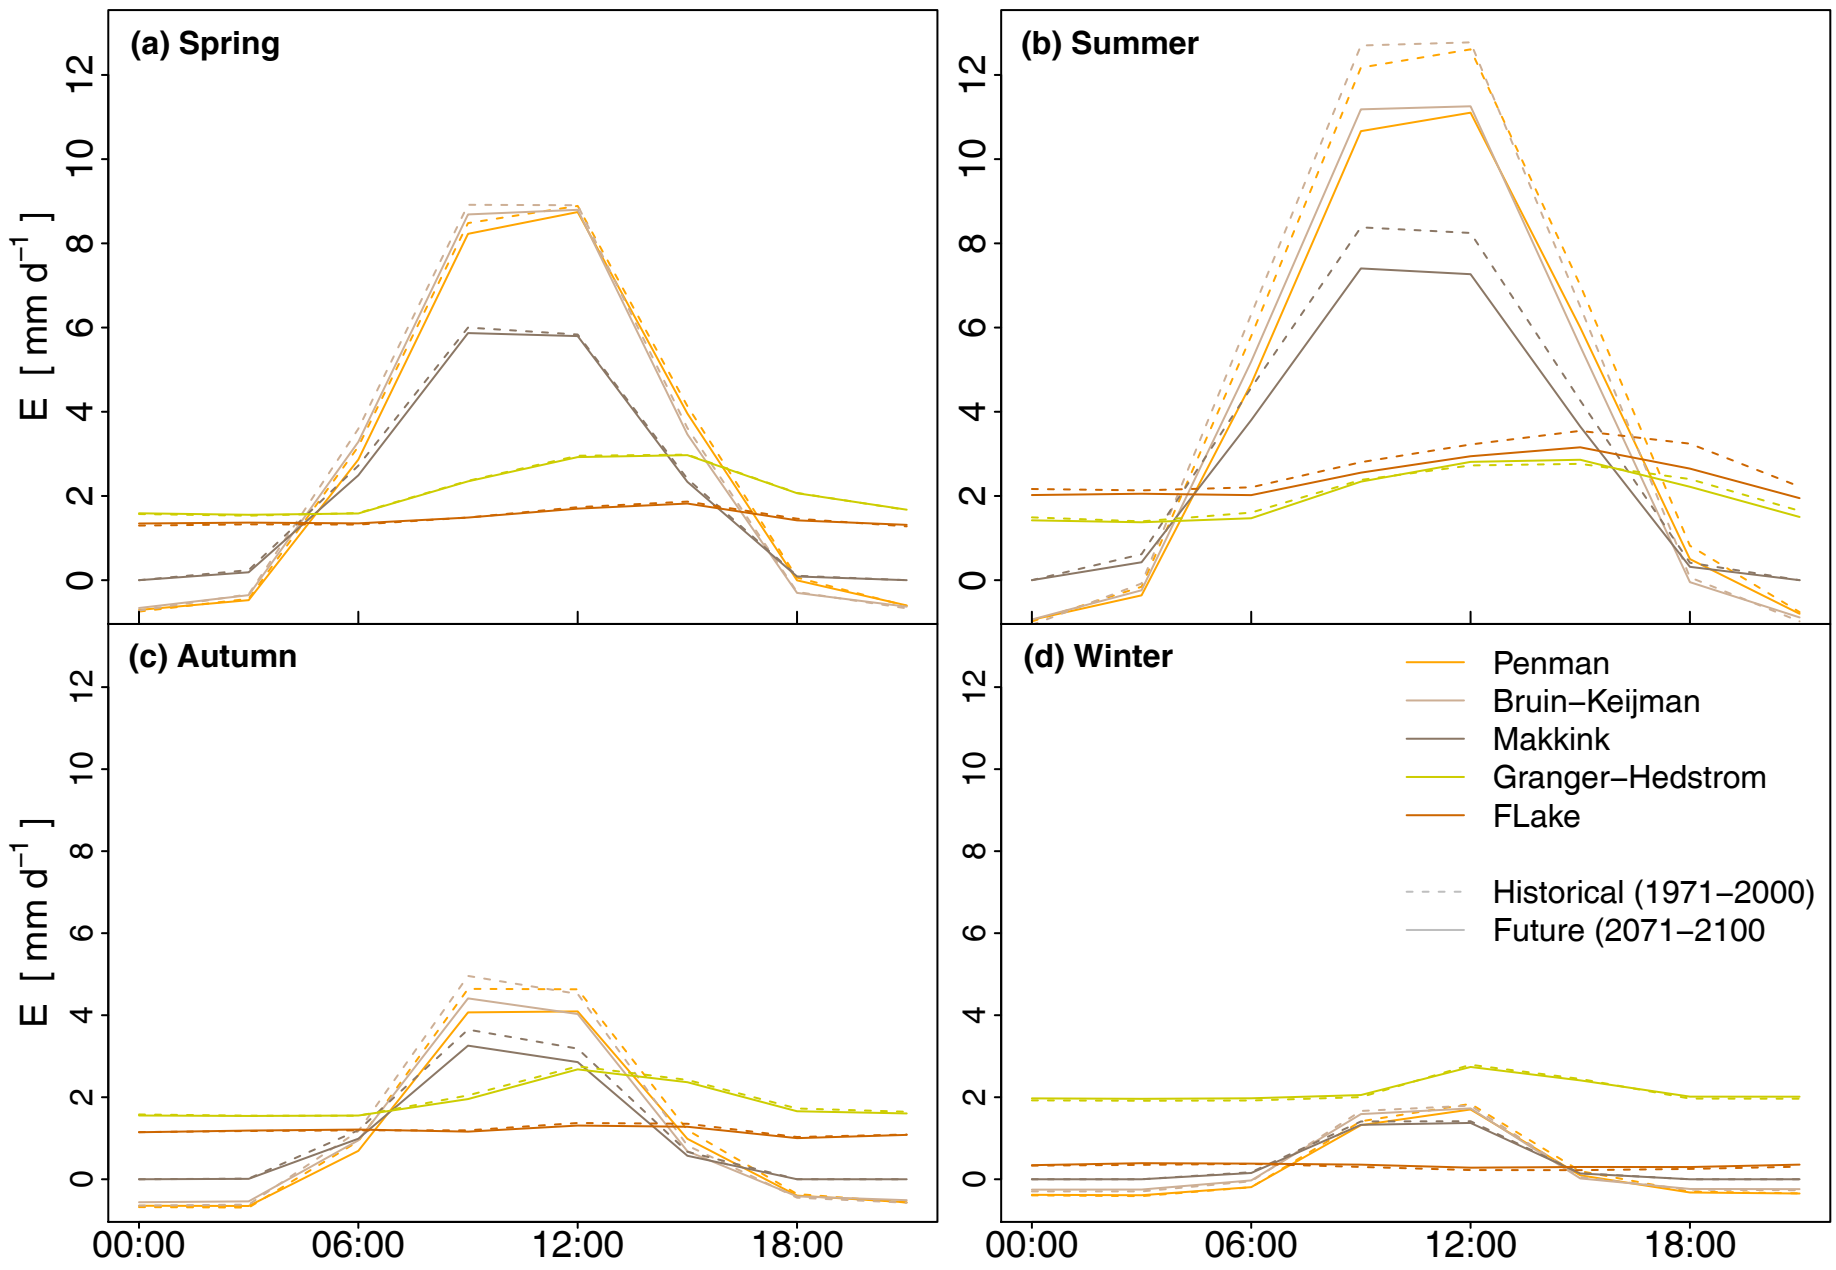 (a) Spring
(b) Summer
12
10
8
6
4
2
0
E [ mm d⁻¹ ]
12
10
8
6
4
2
0
(c) Autumn
(d) Winter
12
10
8
6
4
2
0
E [ mm d⁻¹ ]
12
10
8
6
4
2
0
Penman
Bruin−Keijman
Makkink
Granger−Hedstrom
FLake
Historical (1971−2000)
Future (2071−2100
00:00 06:00 12:00 18:00
00:00 06:00 12:00 18:00